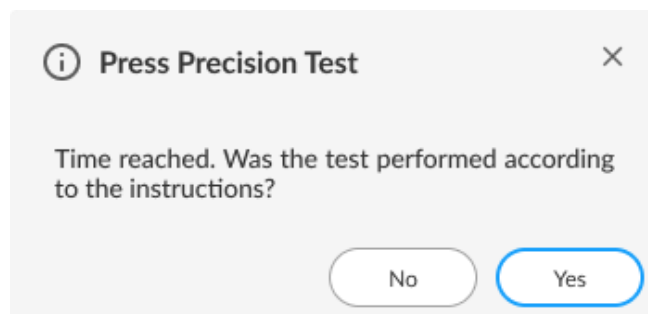 Press Precision Test
Time reached. Was the test performed according
to the instructions?
No
Yes